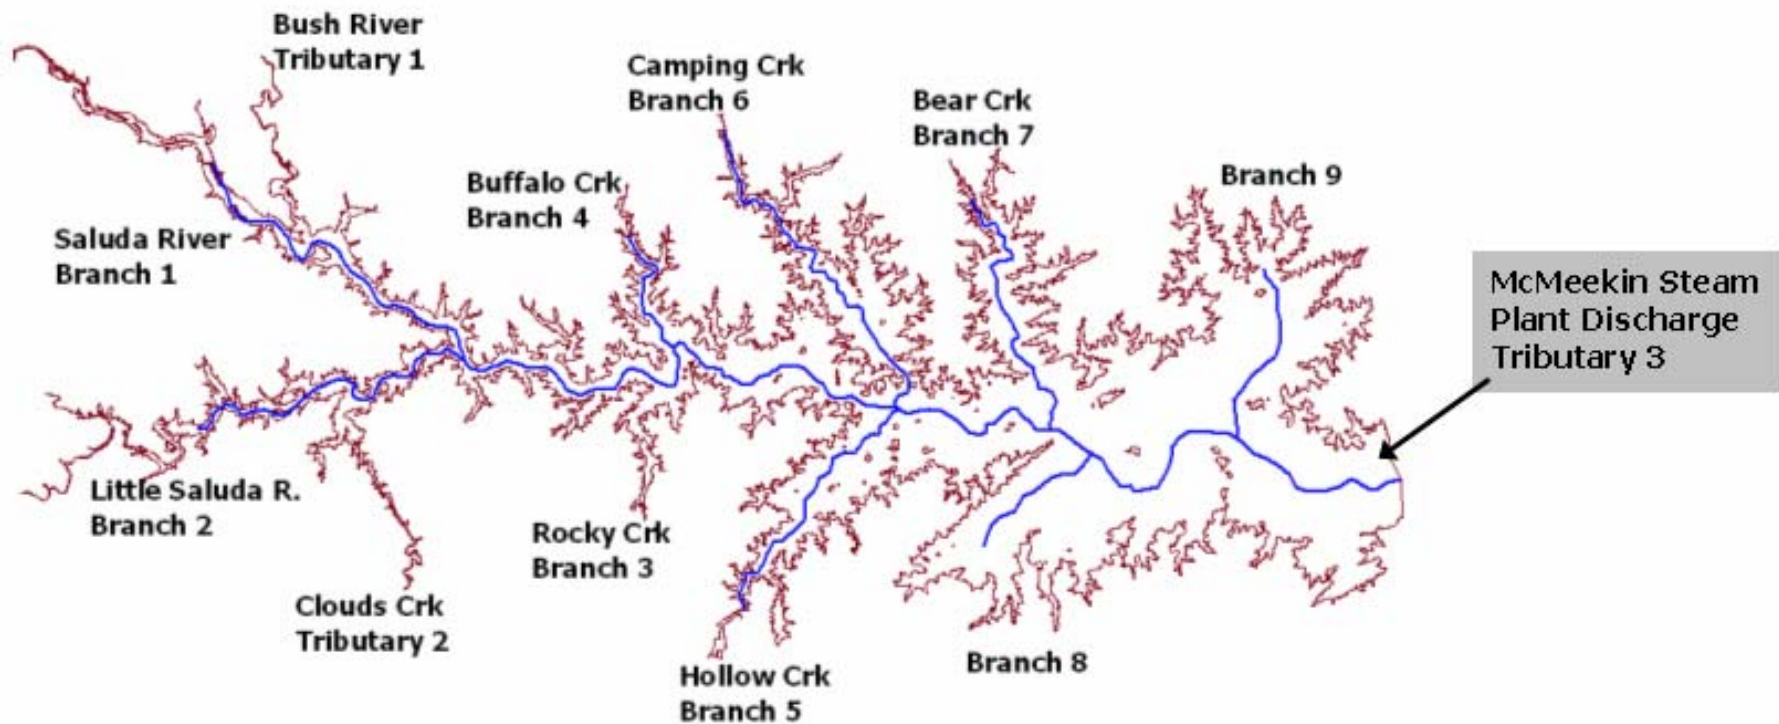 Bush River
Tributary 1
Camping Crk
Branch 6
Bear Crk
Branch 7
Buffalo Crk
Branch 4
Branch 9
Saluda River
Branch 1
McMeekin Steam
Plant Discharge
Tributary 3
Little Saluda R.
Branch 2
Rocky Crk
Branch 3
Clouds Crk
Tributary 2
Hollow Crk
Branch 5
Branch 8